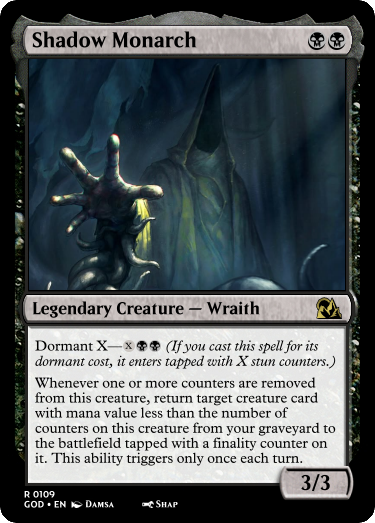 Shadow Monarch
Legendary Creature — Wraith
Dormant X—X (If you cast this spell for its
dormant cost, it enters tapped with X stun counters.)
Whenever one or more counters are removed
from this creature, return target creature card
with mana value less than the number of
counters on this creature from your graveyard to
the battlefield tapped with a finality counter on
it. This ability triggers only once each turn.
3/3
R 0109
GOD • EN DAMSA SHAP